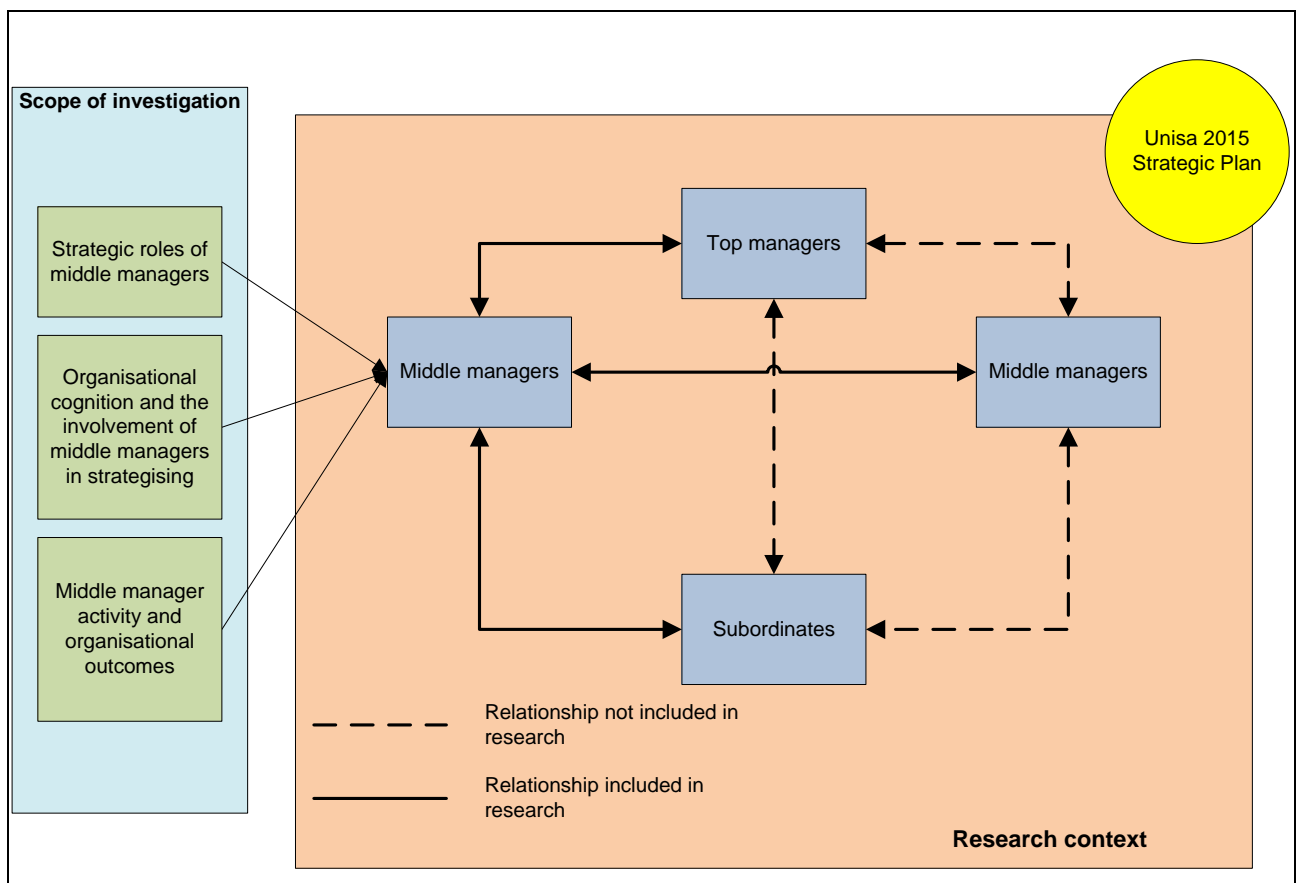 Scope of investigation
Strategic roles of
middle managers
Organisational
cognition and the
involvement of
middle managers
in strategising
Middle manager
activity and
organisational
outcomes
Unisa 2015
Strategic Plan
Top managers
Middle managers
Middle managers
Subordinates
Relationship not included in
research
Relationship included in
research
Research context